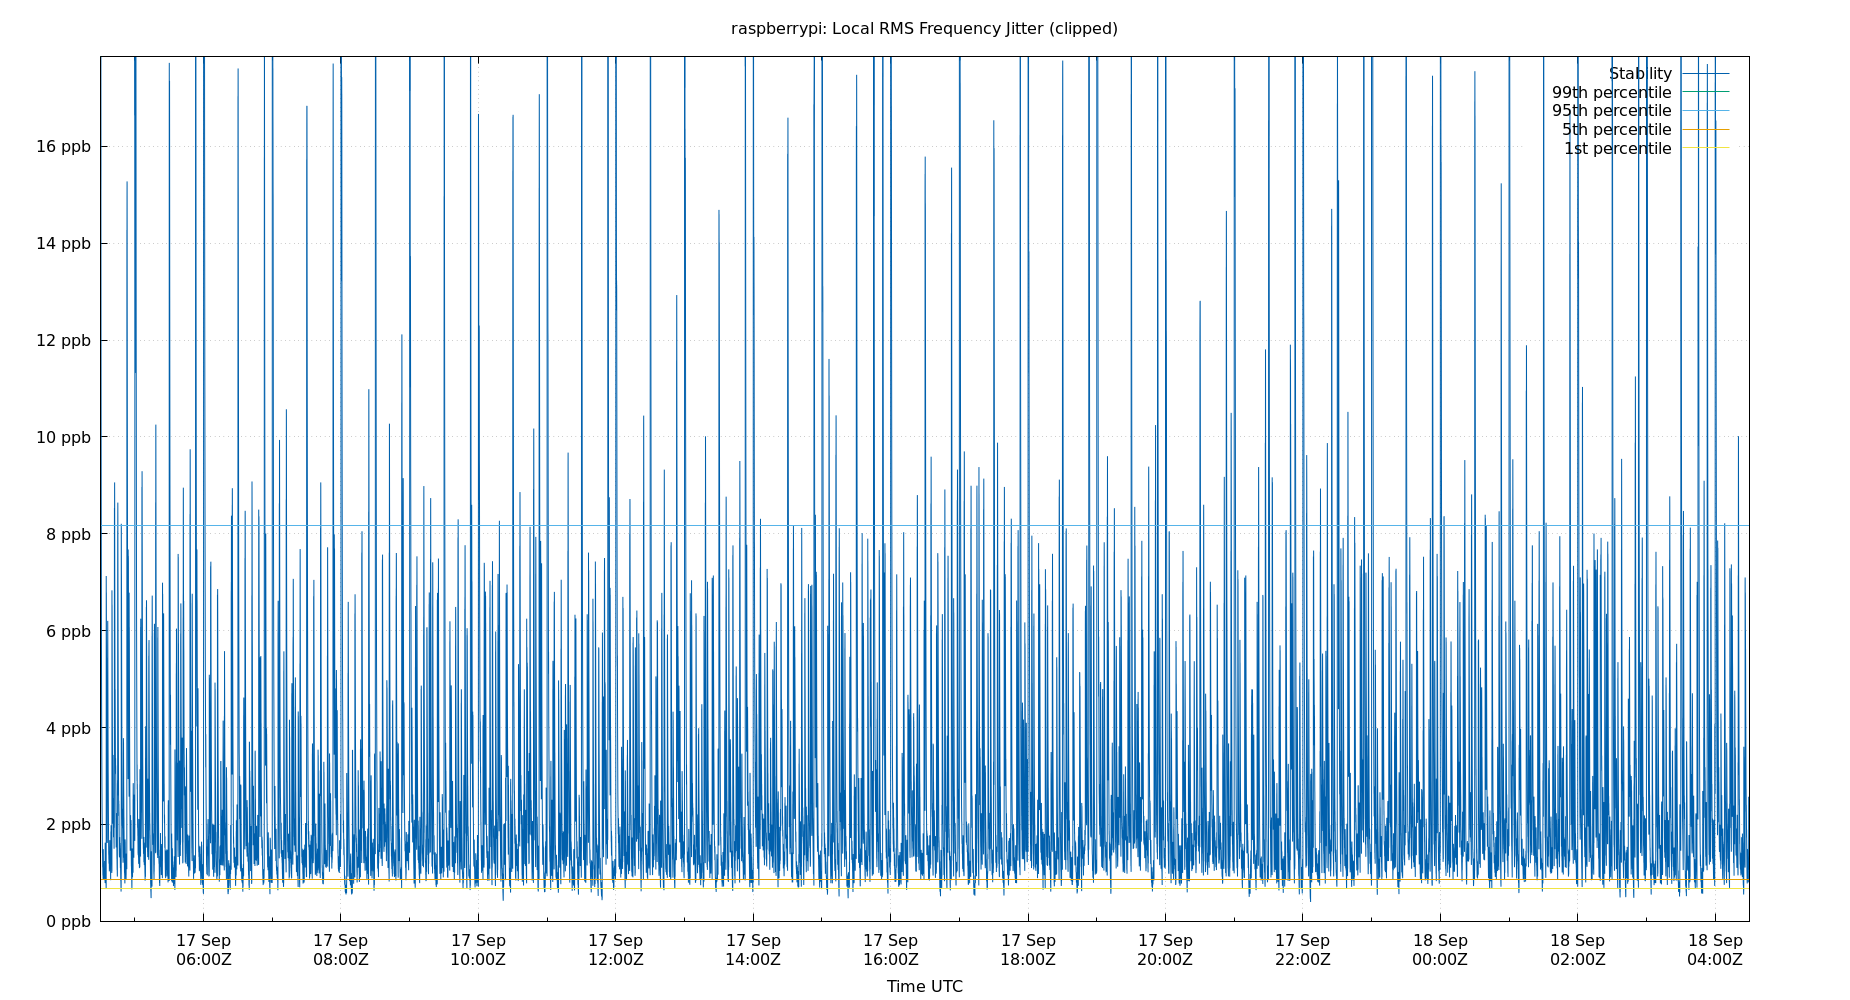 raspberrypi: Local RMS Frequency Jitter (clipped)
Stability
99th percentile
95th percentile
5th percentile
1st percentile
16 ppb
14 ppb
12 ppb
10 ppb
8 ppb
6 ppb
4 ppb
2 ppb
0 ppb
17 Sep 17 Sep 17 Sep 17 Sep 17 Sep 17 Sep 17 Sep 17 Sep 17 Sep 18 Sep 18 Sep 18 Sep
06:00Z 08:00Z 10:00Z 12:00Z 14:00Z 16:00Z 18:00Z 20:00Z 22:00Z 00:00Z 02:00Z 04:00Z
Time UTC